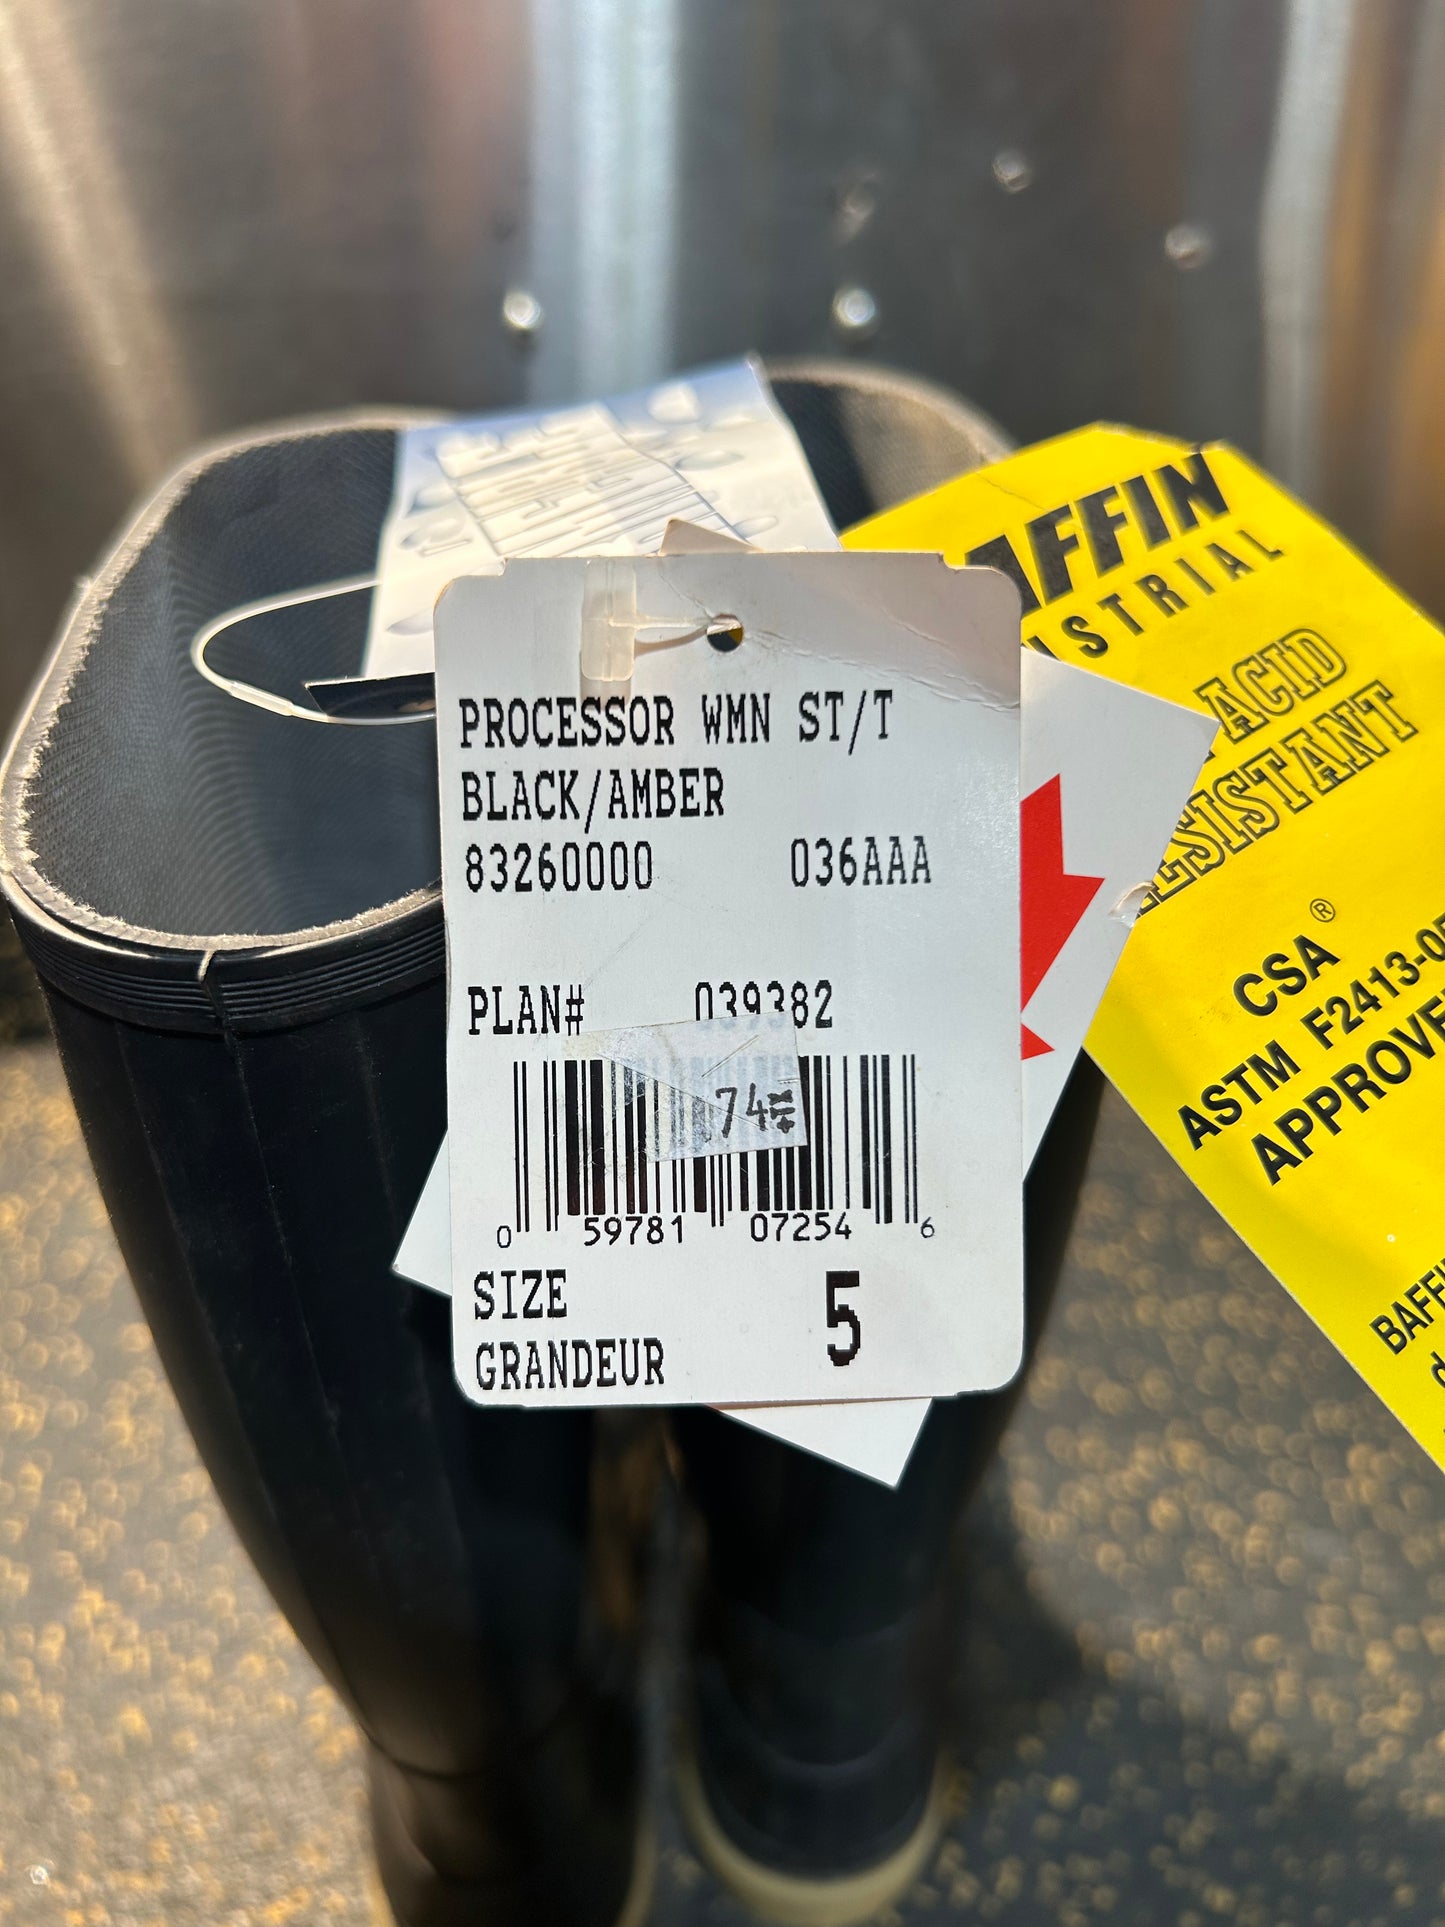 PROCESSOR WMN ST/T
BLACK/AMBER
83260000 036AAA
PLAN# 039382
74
0 59781 07254 6
SIZE 5
GRANDEUR
AFFIN
STRIAL
ACID
ESISTANT
CSA®
ASTM F2413-05
APPROVE
BAFFI
d